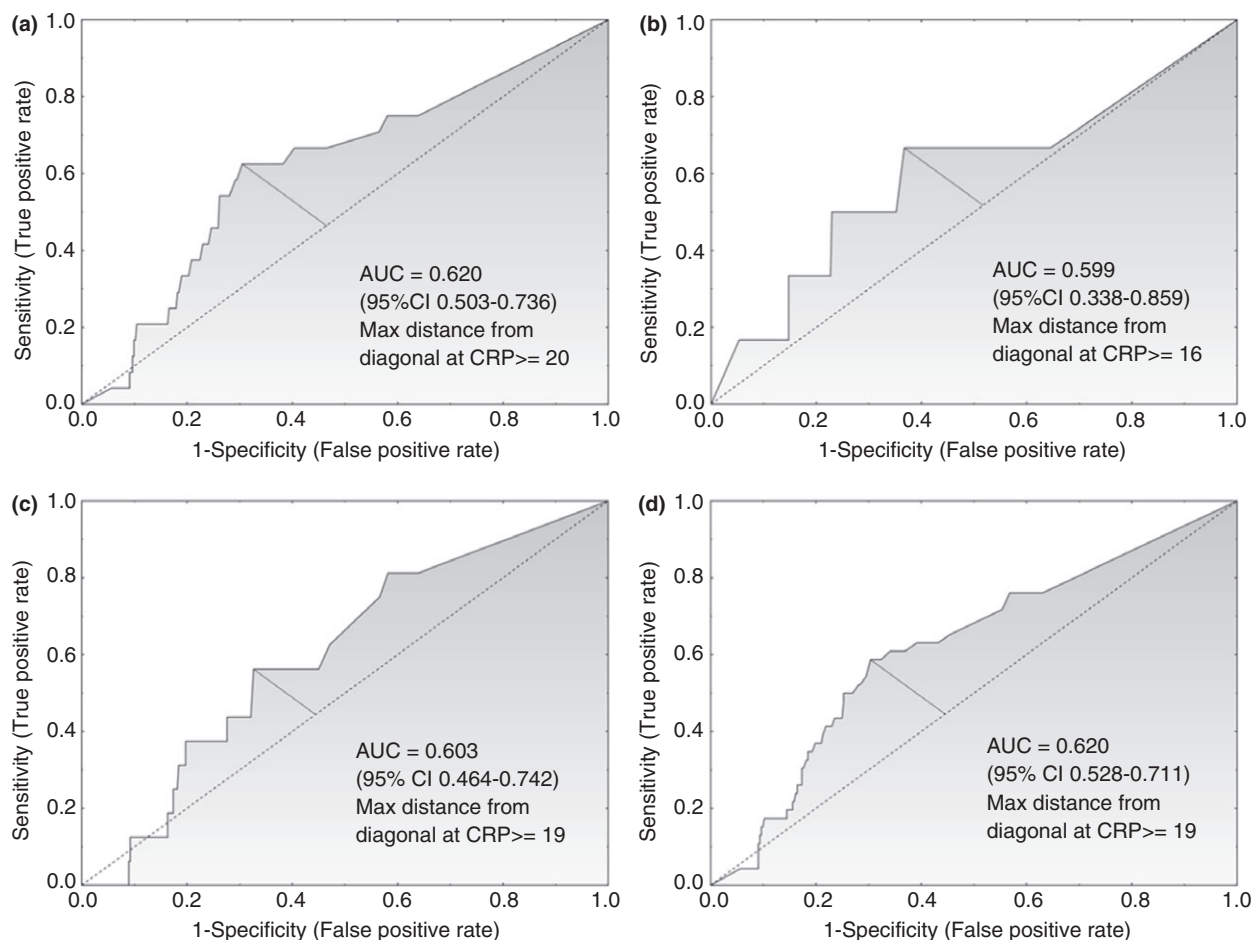 (a)
1.0
0.8
0.6
0.4
0.2
0.0
Sensitivity (True positive rate)
AUC = 0.620
(95%CI 0.503-0.736)
Max distance from
diagonal at CRP>= 20
0.0 0.2 0.4 0.6 0.8 1.0
1-Specificity (False positive rate)
(b)
1.0
0.8
0.6
0.4
0.2
0.0
Sensitivity (True positive rate)
AUC = 0.599
(95%CI 0.338-0.859)
Max distance from
diagonal at CRP>= 16
0.0 0.2 0.4 0.6 0.8 1.0
1-Specificity (False positive rate)
(c)
1.0
0.8
0.6
0.4
0.2
0.0
Sensitivity (True positive rate)
AUC = 0.603
(95% CI 0.464-0.742)
Max distance from
diagonal at CRP>= 19
0.0 0.2 0.4 0.6 0.8 1.0
1-Specificity (False positive rate)
(d)
1.0
0.8
0.6
0.4
0.2
0.0
Sensitivity (True positive rate)
AUC = 0.620
(95% CI 0.528-0.711)
Max distance from
diagonal at CRP>= 19
0.0 0.2 0.4 0.6 0.8 1.0
1-Specificity (False positive rate)